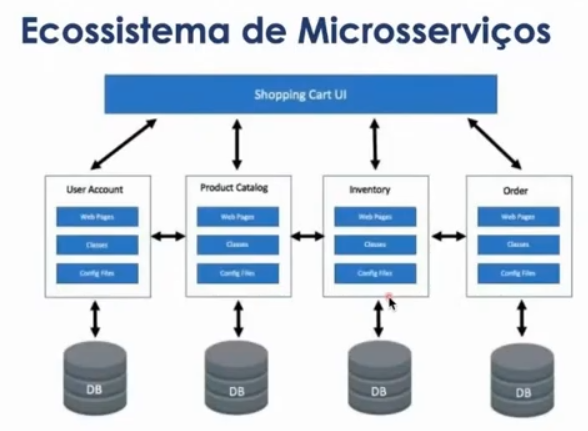 Ecossistema de Microsserviços
Shopping Cart UI
User Account
Web Pages
Classes
Config Files
Product Catalog
Web Pages
Classes
Config Files
Inventory
Web Pages
Classes
Config Files
Order
Web Pages
Classes
Config Files
DB
DB
DB
DB